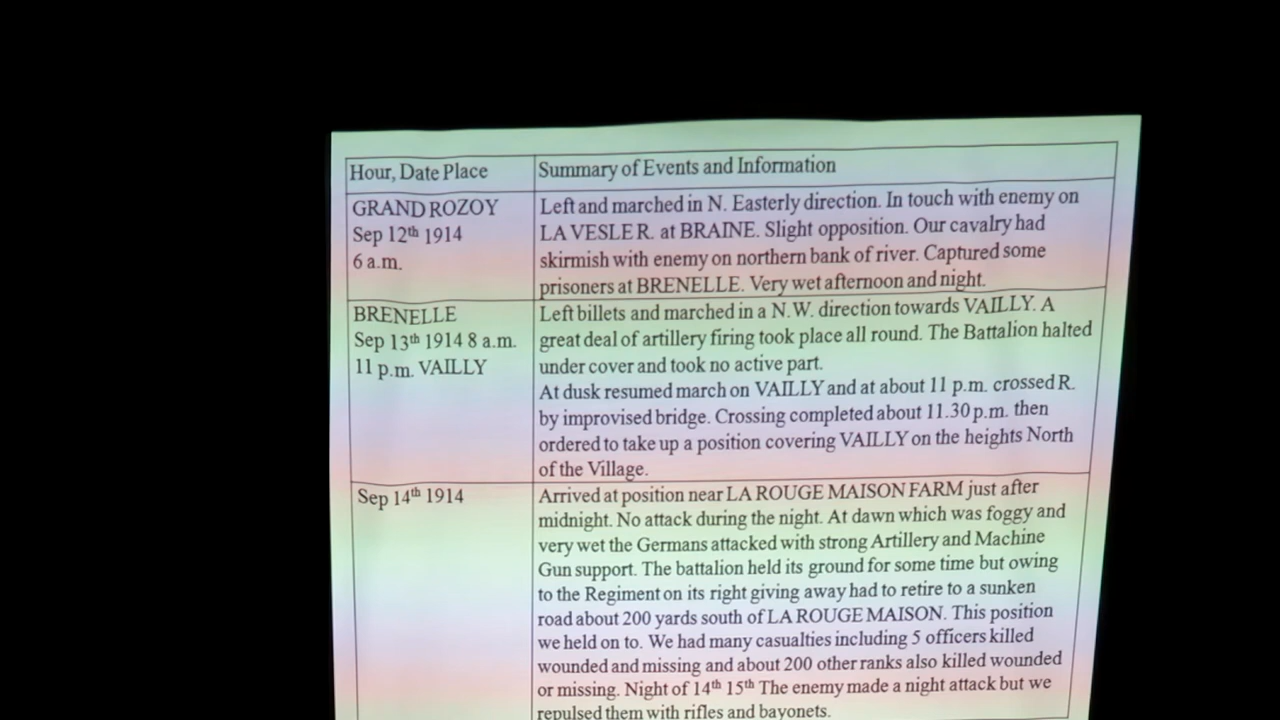 Hour, Date Place
Summary of Events and Information
GRAND ROZOY
Sep 12th 1914
6 a.m.
Left and marched in N. Easterly direction. In touch with enemy on
LA VESLE R. at BRAINE. Slight opposition. Our cavalry had
skirmish with enemy on northern bank of river. Captured some
prisoners at BRENELLE. Very wet afternoon and night.
BRENELLE
Sep 13th 1914 8 a.m.
11 p.m. VAILLY
Left billets and marched in a N.W. direction towards VAILLY. A
great deal of artillery firing took place all round. The Battalion halted
under cover and took no active part.
At dusk resumed march on VAILLY and at about 11 p.m. crossed R.
by improvised bridge. Crossing completed about 11.30 p.m. then
ordered to take up a position covering VAILLY on the heights North
of the Village.
Sep 14th 1914
Arrived at position near LA ROUGE MAISON FARM just after
midnight. No attack during the night. At dawn which was foggy and
very wet the Germans attacked with strong Artillery and Machine
Gun support. The battalion held its ground for some time but owing
to the Regiment on its right giving away had to retire to a sunken
road about 200 yards south of LA ROUGE MAISON. This position
we held on to. We had many casualties including 5 officers killed
wounded and missing and about 200 other ranks also killed wounded
or missing. Night of 14th 15th The enemy made a night attack but we
repulsed them with rifles and bayonets.